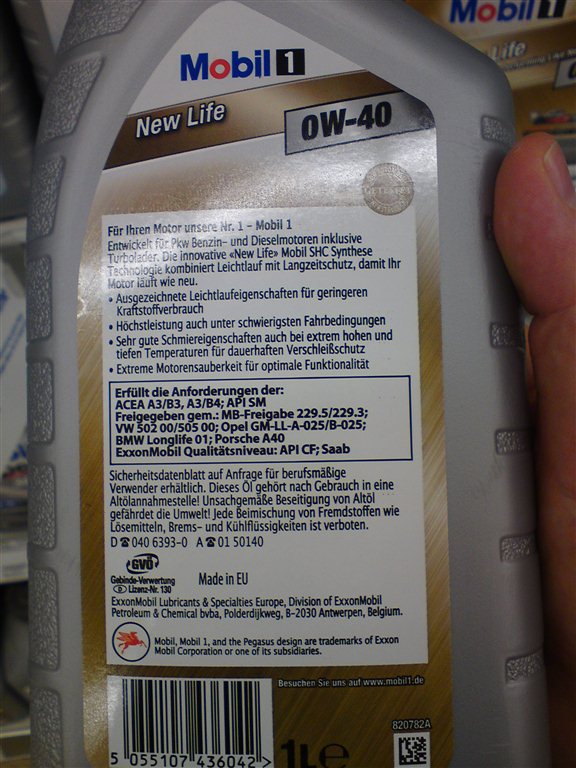 Mobil 1
Mobil 1
Life
New Life
0W-40
GETESTET
Für Ihren Motor unsere Nr. 1 – Mobil 1
Entwickelt für Pkw Benzin- und Dieselmotoren inklusive
Turbolader. Die innovative «New Life» Mobil SHC Synthese
Technologie kombiniert Leichtlauf mit Langzeitschutz, damit Ihr
Motor läuft wie neu.
• Ausgezeichnete Leichtlaufeigenschaften für geringeren
Kraftstoffverbrauch
• Höchstleistung auch unter schwierigsten Fahrbedingungen
• Sehr gute Schmiereigenschaften auch bei extrem hohen und
tiefen Temperaturen für dauerhaften Verschleißschutz
• Extreme Motorensauberkeit für optimale Funktionalität
Erfüllt die Anforderungen der:
ACEA A3/B3, A3/B4; API SM
Freigegeben gem.: MB-Freigabe 229.5/229.3;
VW 502 00/505 00; Opel GM-LL-A-025/B-025;
BMW Longlife 01; Porsche A40
ExxonMobil Qualitätsniveau: API CF; Saab
Sicherheitsdatenblatt auf Anfrage für berufsmäßige
Verwender erhältlich. Dieses Öl gehört nach Gebrauch in eine
Altölannahmestelle! Unsachgemäße Beseitigung von Altöl
gefährdet die Umwelt! Jede Beimischung von Fremdstoffen wie
Lösemitteln, Brems- und Kühlflüssigkeiten ist verboten.
D ☎ 040 6393-0 A ☎ 01 50140
GVÖ
Gebinde-Verwertung
D Lizenz-Nr. 130
Made in EU
ExxonMobil Lubricants & Specialties Europe, Division of ExxonMobil
Petroleum & Chemical bvba, Polderdijkweg, B-2030 Antwerpen, Belgium.
Mobil, Mobil 1, and the Pegasus design are trademarks of Exxon
Mobil Corporation or one of its subsidiaries.
Besuchen Sie uns auf www.mobil1.de
820782A
5 055107 436042 >
1L e